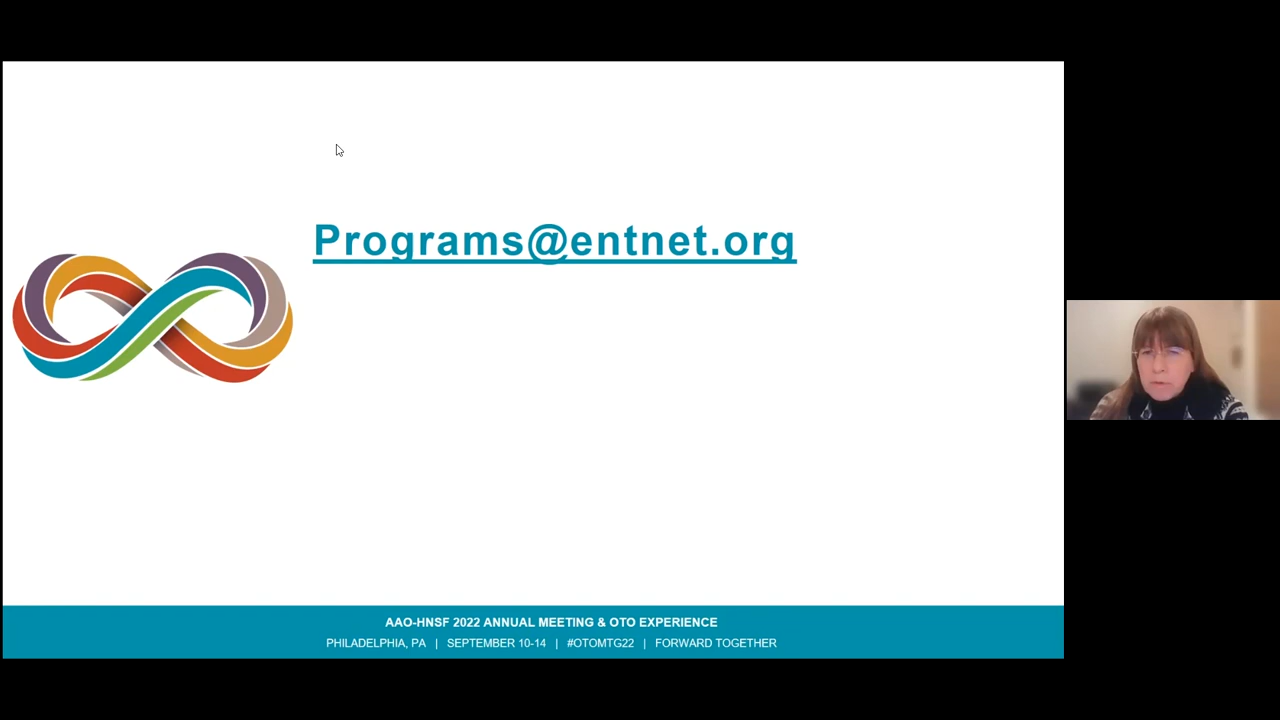 Programs@entnet.org
AAO-HNSF 2022 ANNUAL MEETING & OTO EXPERIENCE
PHILADELPHIA, PA | SEPTEMBER 10-14 | #OTOMTG22 | FORWARD TOGETHER